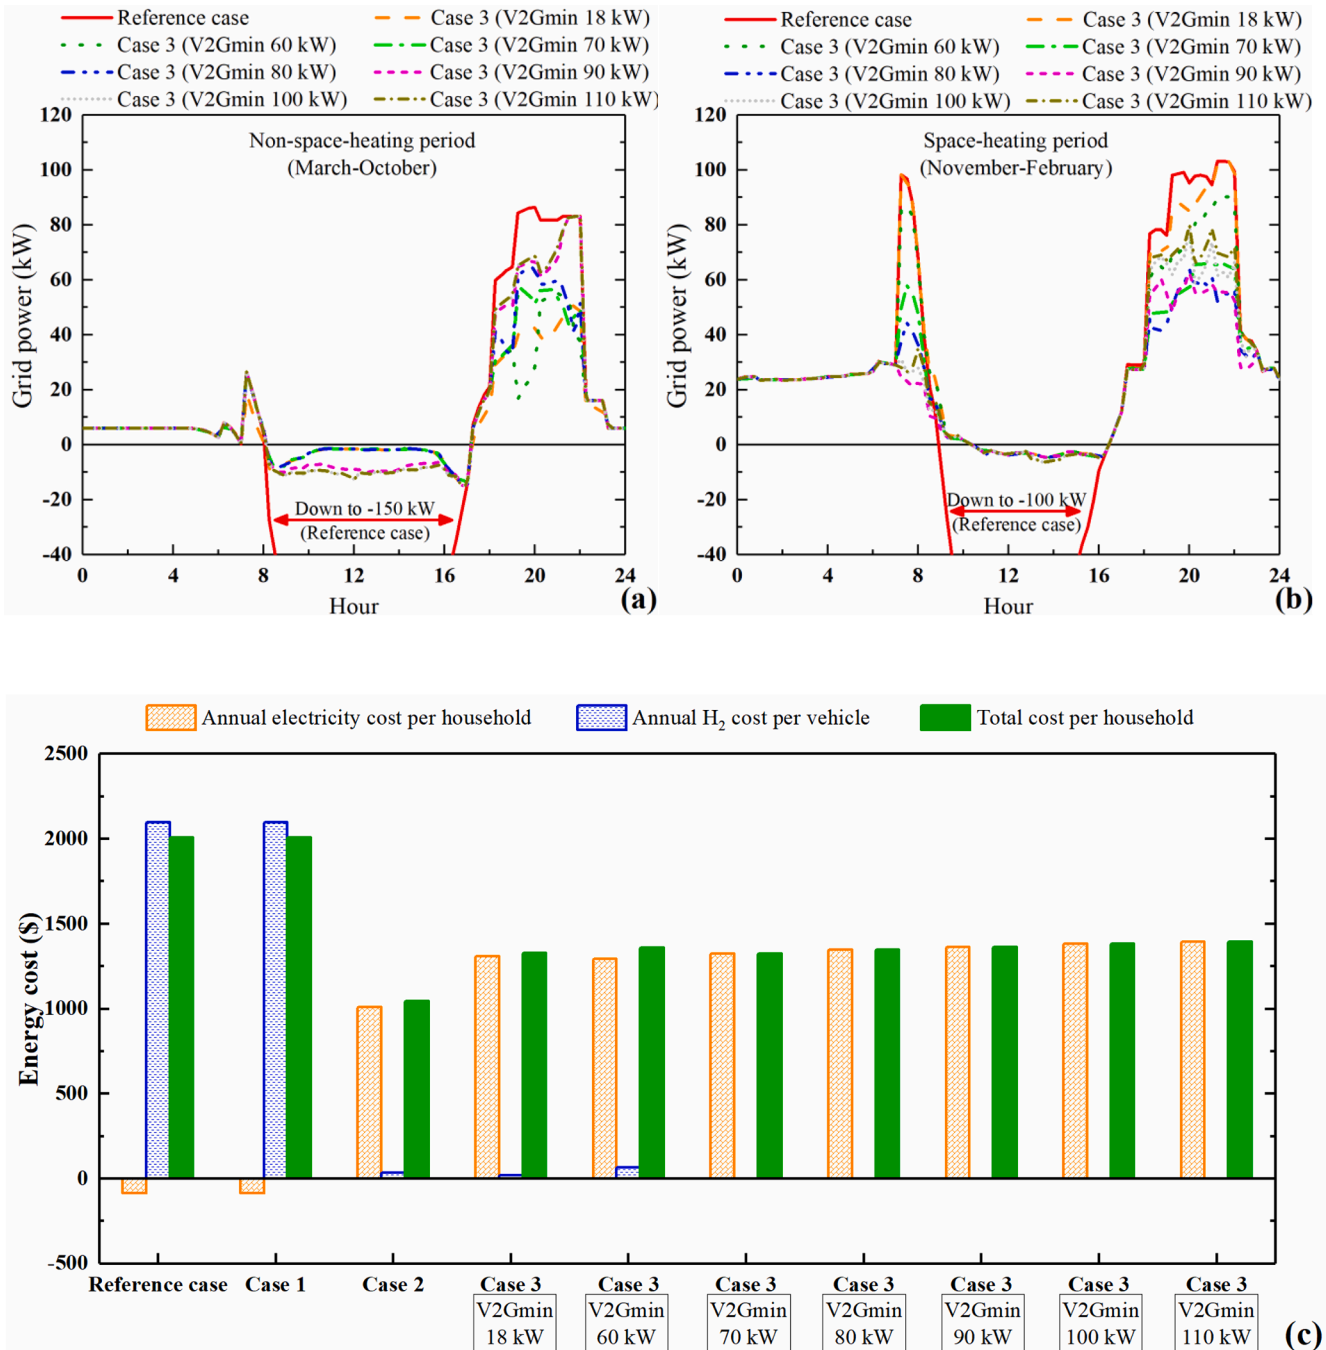 Reference case
Case 3 (V2Gmin 18 kW)
Case 3 (V2Gmin 60 kW)
Case 3 (V2Gmin 70 kW)
Case 3 (V2Gmin 80 kW)
Case 3 (V2Gmin 90 kW)
Case 3 (V2Gmin 100 kW)
Case 3 (V2Gmin 110 kW)
120
100
80
60
40
20
0
-20
-40
Grid power (kW)
Non-space-heating period
(March-October)
Down to -150 kW
(Reference case)
0 4 8 12 16 20 24
Hour
(a)
Reference case
Case 3 (V2Gmin 18 kW)
Case 3 (V2Gmin 60 kW)
Case 3 (V2Gmin 70 kW)
Case 3 (V2Gmin 80 kW)
Case 3 (V2Gmin 90 kW)
Case 3 (V2Gmin 100 kW)
Case 3 (V2Gmin 110 kW)
120
100
80
60
40
20
0
-20
-40
Grid power (kW)
Space-heating period
(November-February)
Down to -100 kW
(Reference case)
0 4 8 12 16 20 24
Hour
(b)
Annual electricity cost per household
Annual H₂ cost per vehicle
Total cost per household
2500
2000
1500
1000
500
0
-500
Energy cost ($)
Reference case
Case 1
Case 2
Case 3
V2Gmin
18 kW
Case 3
V2Gmin
60 kW
Case 3
V2Gmin
70 kW
Case 3
V2Gmin
80 kW
Case 3
V2Gmin
90 kW
Case 3
V2Gmin
100 kW
Case 3
V2Gmin
110 kW
(c)